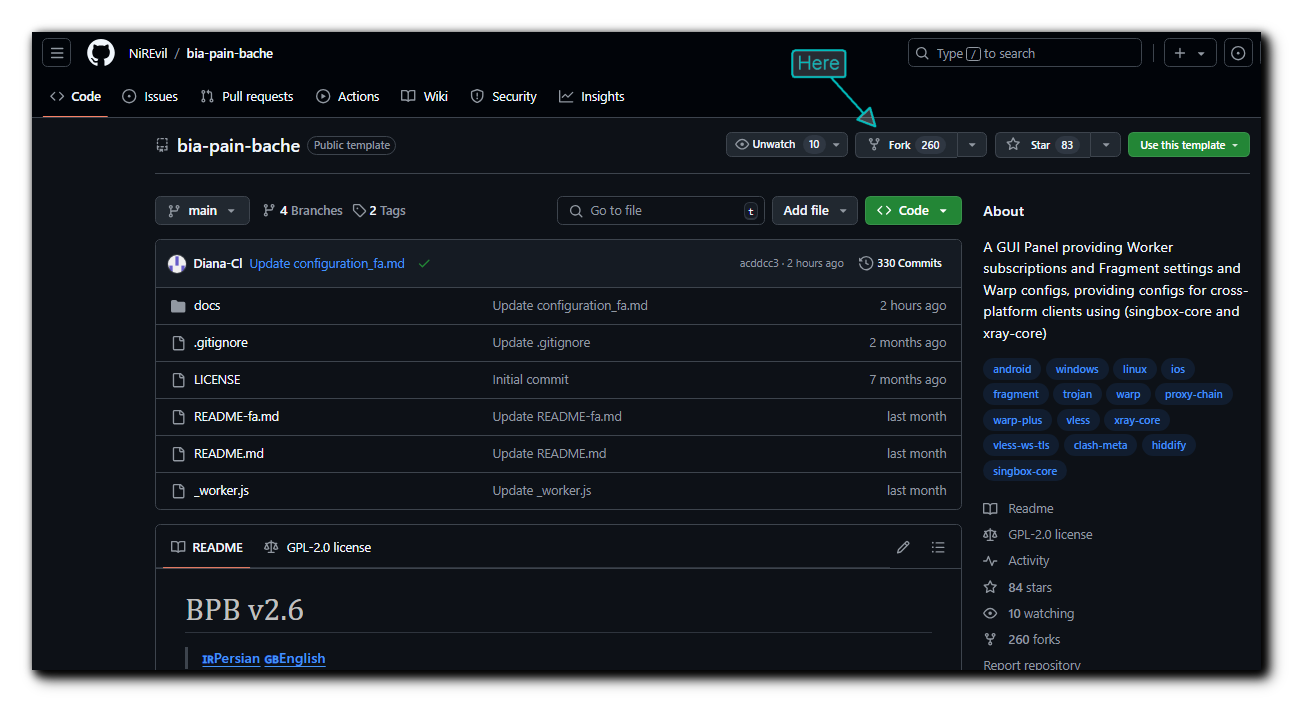 NiREvil / bia-pain-bache
Type / to search
Here
Code Issues Pull requests Actions Wiki Security Insights
bia-pain-bache Public template
Unwatch 10 Fork 260 Star 83 Use this template
main 4 Branches 2 Tags Go to file t Add file Code
Diana-Cl Update configuration_fa.md acddcc3 · 2 hours ago 330 Commits
docs Update configuration_fa.md 2 hours ago
.gitignore Update .gitignore 2 months ago
LICENSE Initial commit 7 months ago
README-fa.md Update README-fa.md last month
README.md Update README.md last month
_worker.js Update _worker.js last month
README GPL-2.0 license
BPB v2.6
IRPersian GBEnglish
About
A GUI Panel providing Worker
subscriptions and Fragment settings and
Warp configs, providing configs for cross-
platform clients using (singbox-core and
xray-core)
android windows linux ios
fragment trojan warp proxy-chain
warp-plus vless xray-core
vless-ws-tls clash-meta hiddify
singbox-core
Readme
GPL-2.0 license
Activity
84 stars
10 watching
260 forks
Report repository